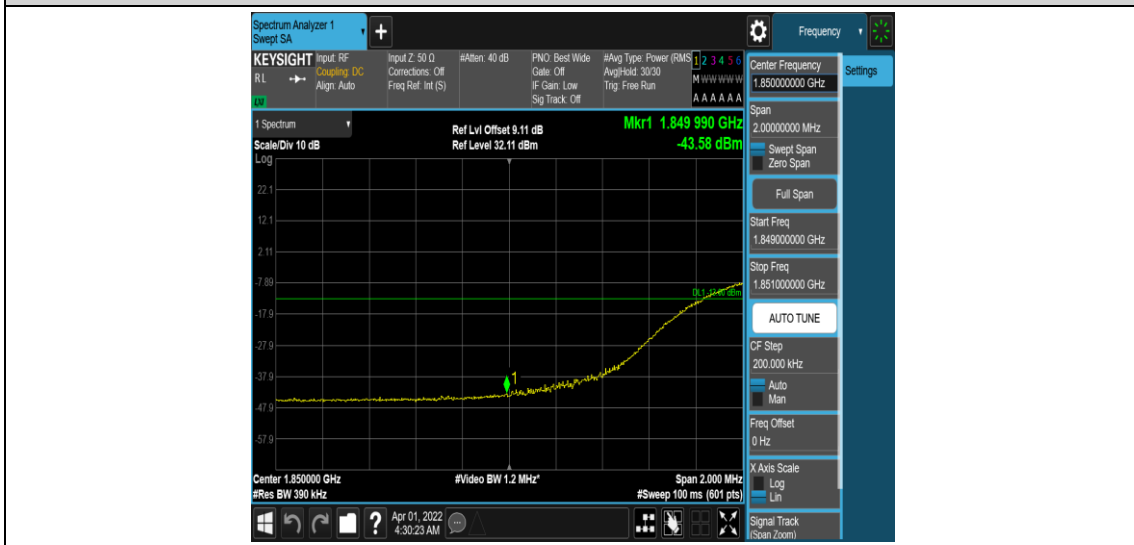 Spectrum Analyzer 1
Swept SA
+
Frequency
KEYSIGHT
RL
LXI
Input: RF
Coupling: DC
Align: Auto
Input Z: 50 Ω
Corrections: Off
Freq Ref: Int (S)
#Atten: 40 dB
PNO: Best Wide
Gate: Off
IF Gain: Low
Sig Track: Off
#Avg Type: Power (RMS
Avg|Hold: 30/30
Trig: Free Run
1 2 3 4 5 6
M W W W W W
A A A A A A
1 Spectrum
Scale/Div 10 dB
Log
Ref Lvl Offset 9.11 dB
Ref Level 32.11 dBm
Mkr1 1.849 990 GHz
-43.58 dBm
22.1
12.1
2.11
-7.89
-17.9
-27.9
-37.9
-47.9
-57.9
DL1 -13.00 dBm
1
Center 1.850000 GHz
#Res BW 390 kHz
#Video BW 1.2 MHz*
Span 2.000 MHz
#Sweep 100 ms (601 pts)
Apr 01, 2022
4:30:23 AM
?
Center Frequency
1.850000000 GHz
Settings
Span
2.00000000 MHz
Swept Span
Zero Span
Full Span
Start Freq
1.849000000 GHz
Stop Freq
1.851000000 GHz
AUTO TUNE
CF Step
200.000 kHz
Auto
Man
Freq Offset
0 Hz
X Axis Scale
Log
Lin
Signal Track
(Span Zoom)